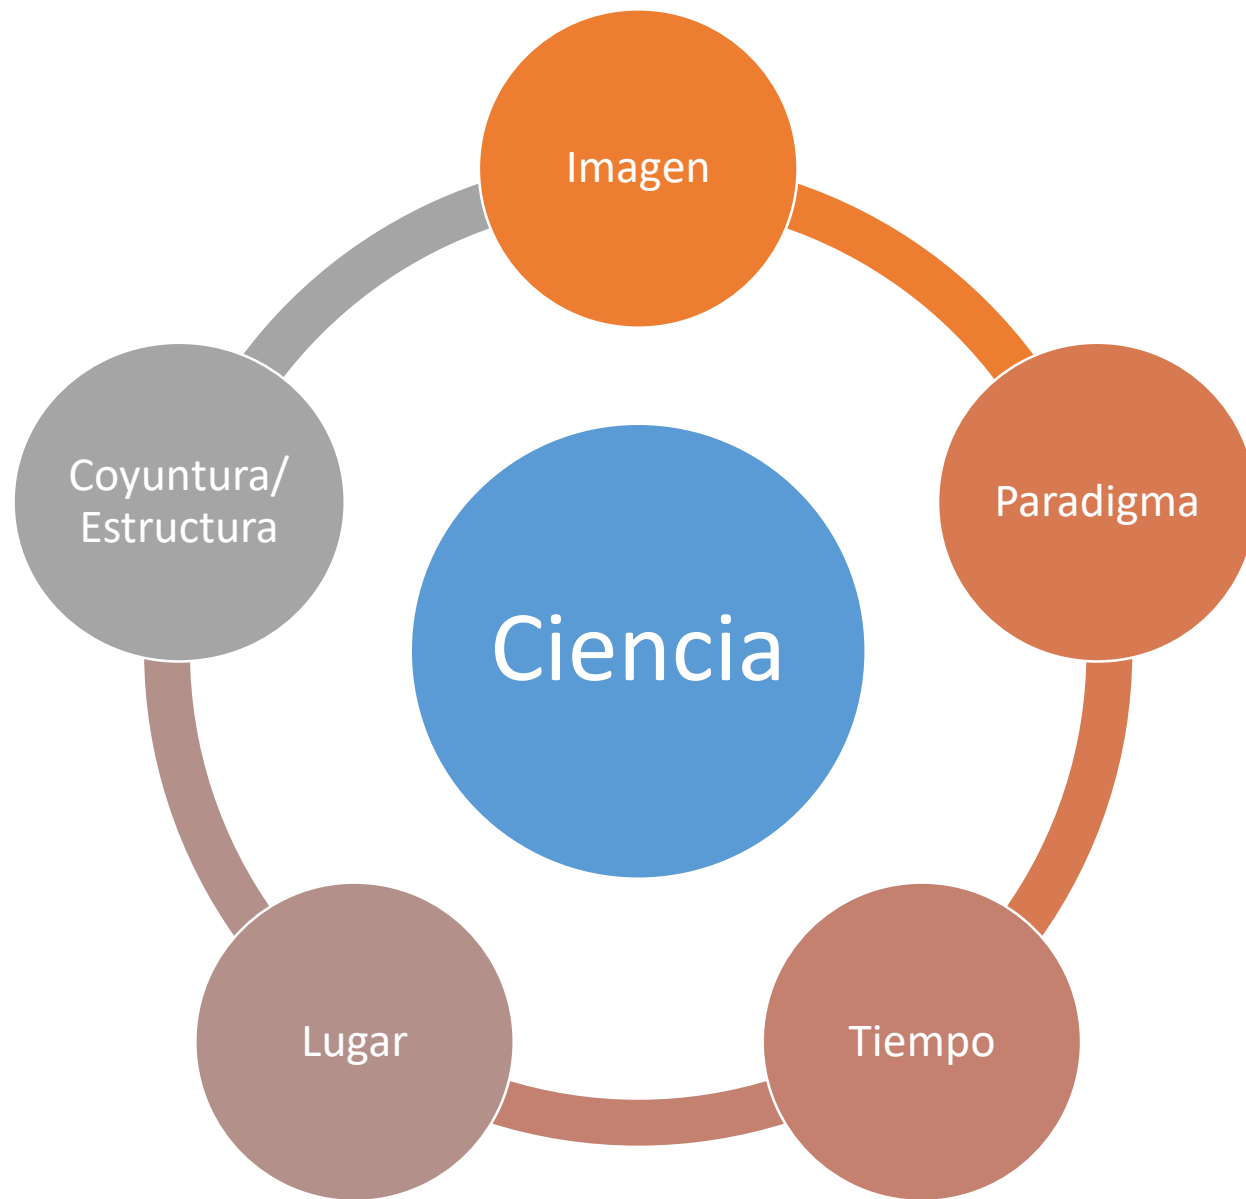 Imagen
Paradigma
Tiempo
Lugar
Coyuntura/
Estructura
Ciencia